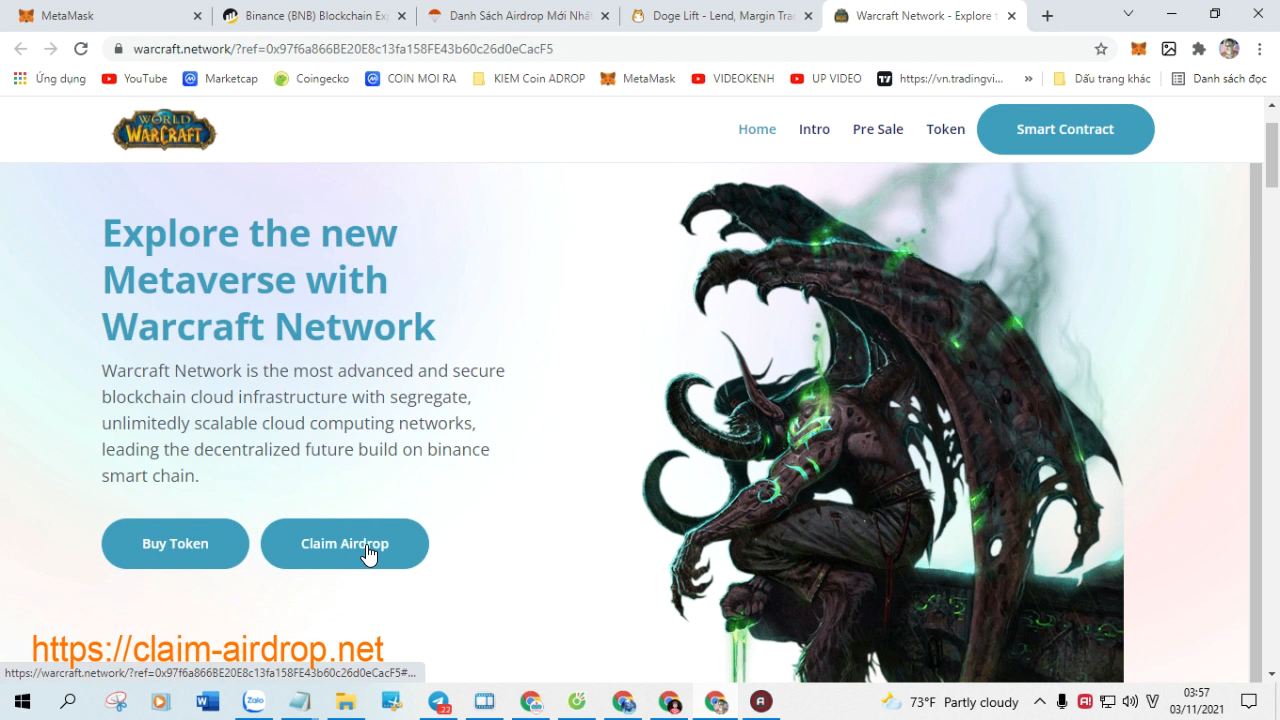 MetaMask
Binance (BNB) Blockchain Exp
Danh Sách Airdrop Mới Nhấ
Doge Lift - Lend, Margin Tra
Warcraft Network - Explore t
warcraft.network/?ref=0x97f6a866BE20E8c13fa158FE43b60c26d0eCacF5
Ứng dụng
YouTube
Marketcap
Coingecko
COIN MOI RA
KIEM Coin ADROP
MetaMask
VIDEOKENH
UP VIDEO
https://vn.tradingvi...
»
Dấu trang khác
Danh sách đọc
WORLD
WARCRAFT
Home
Intro
Pre Sale
Token
Smart Contract
Explore the new
Metaverse with
Warcraft Network
Warcraft Network is the most advanced and secure
blockchain cloud infrastructure with segregate,
unlimitedly scalable cloud computing networks,
leading the decentralized future build on binance
smart chain.
Buy Token
Claim Airdrop
https://claim-airdrop.net
https://warcraft.network/?ref=0x97f6a866BE20E8c13fa158FE43b60c26d0eCacF5#...
Zalo
22
73°F Partly cloudy
03:57
03/11/2021